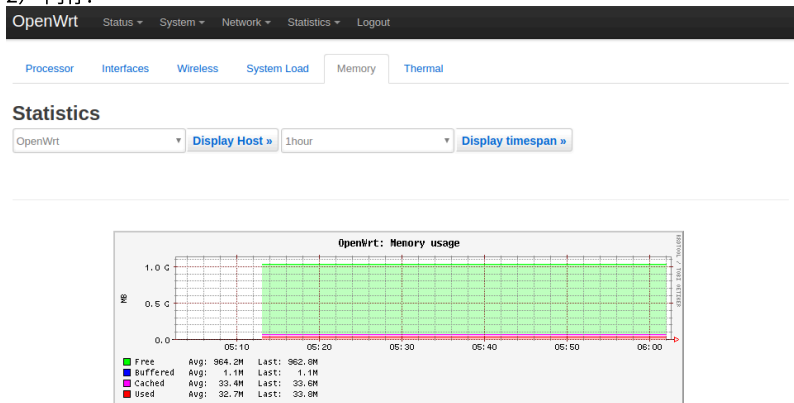 OpenWrt Status System Network Statistics Logout
Processor Interfaces Wireless System Load Memory Thermal
Statistics
OpenWrt Display Host » 1hour Display timespan »
OpenWrt: Memory usage
RRDTOOL / TOBI OETIKER
1.0 G
MB
0.5 G
0.0
05:10 05:20 05:30 05:40 05:50 06:00
Free Avg: 964.2M Last: 962.8M
Buffered Avg: 1.1M Last: 1.1M
Cached Avg: 33.4M Last: 33.6M
Used Avg: 32.7M Last: 33.8M